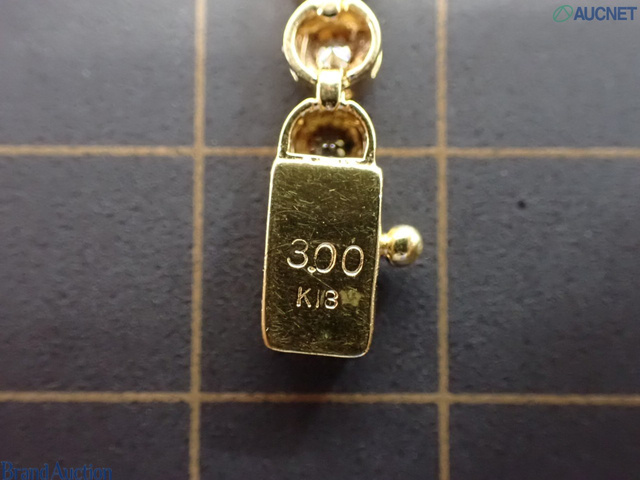 AUCNET
3.00
K18
Brand Auction